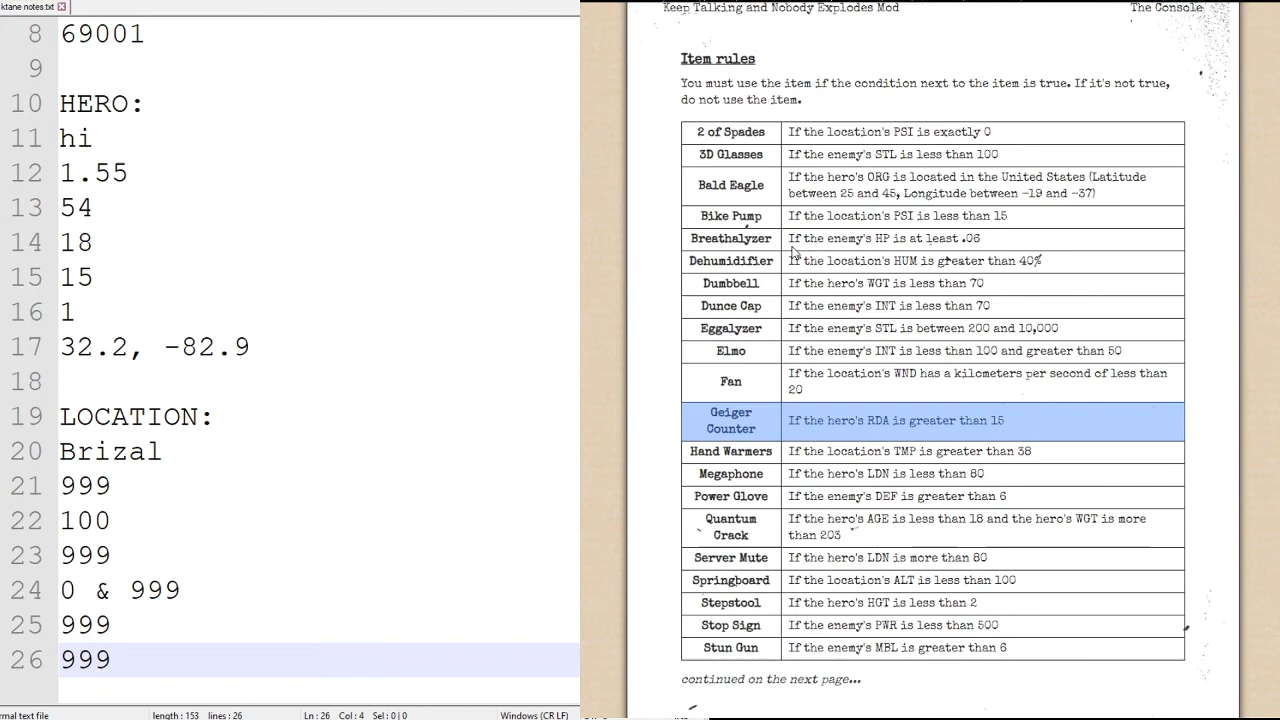 ktane notes.txt
8 69001
9
10 HERO:
11 hi
12 1.55
13 54
14 18
15 15
16 1
17 32.2, -82.9
18
19 LOCATION:
20 Brizal
21 999
22 100
23 999
24 0 & 999
25 999
26 999
rmal text file length : 153 lines : 26 Ln : 26 Col : 4 Sel : 0 | 0 Windows (CR LF)
Keep Talking and Nobody Explodes Mod The Console
Item rules
You must use the item if the condition next to the item is true. If it's not true,
do not use the item.
2 of Spades If the location's PSI is exactly 0
3D Glasses If the enemy's STL is less than 100
Bald Eagle If the hero's ORG is located in the United States (Latitude
between 25 and 45, Longitude between -19 and -37)
Bike Pump If the location's PSI is less than 15
Breathalyzer If the enemy's HP is at least .06
Dehumidifier If the location's HUM is greater than 40%
Dumbbell If the hero's WGT is less than 70
Dunce Cap If the enemy's INT is less than 70
Eggalyzer If the enemy's STL is between 200 and 10,000
Elmo If the enemy's INT is less than 100 and greater than 50
Fan If the location's WND has a kilometers per second of less than
20
Geiger
Counter If the hero's RDA is greater than 15
Hand Warmers If the location's TMP is greater than 38
Megaphone If the hero's LDN is less than 80
Power Glove If the enemy's DEF is greater than 6
Quantum
Crack If the hero's AGE is less than 18 and the hero's WGT is more
than 203
Server Mute If the hero's LDN is more than 80
Springboard If the location's ALT is less than 100
Stepstool If the hero's HGT is less than 2
Stop Sign If the enemy's PWR is less than 500
Stun Gun If the enemy's MBL is greater than 6
continued on the next page...